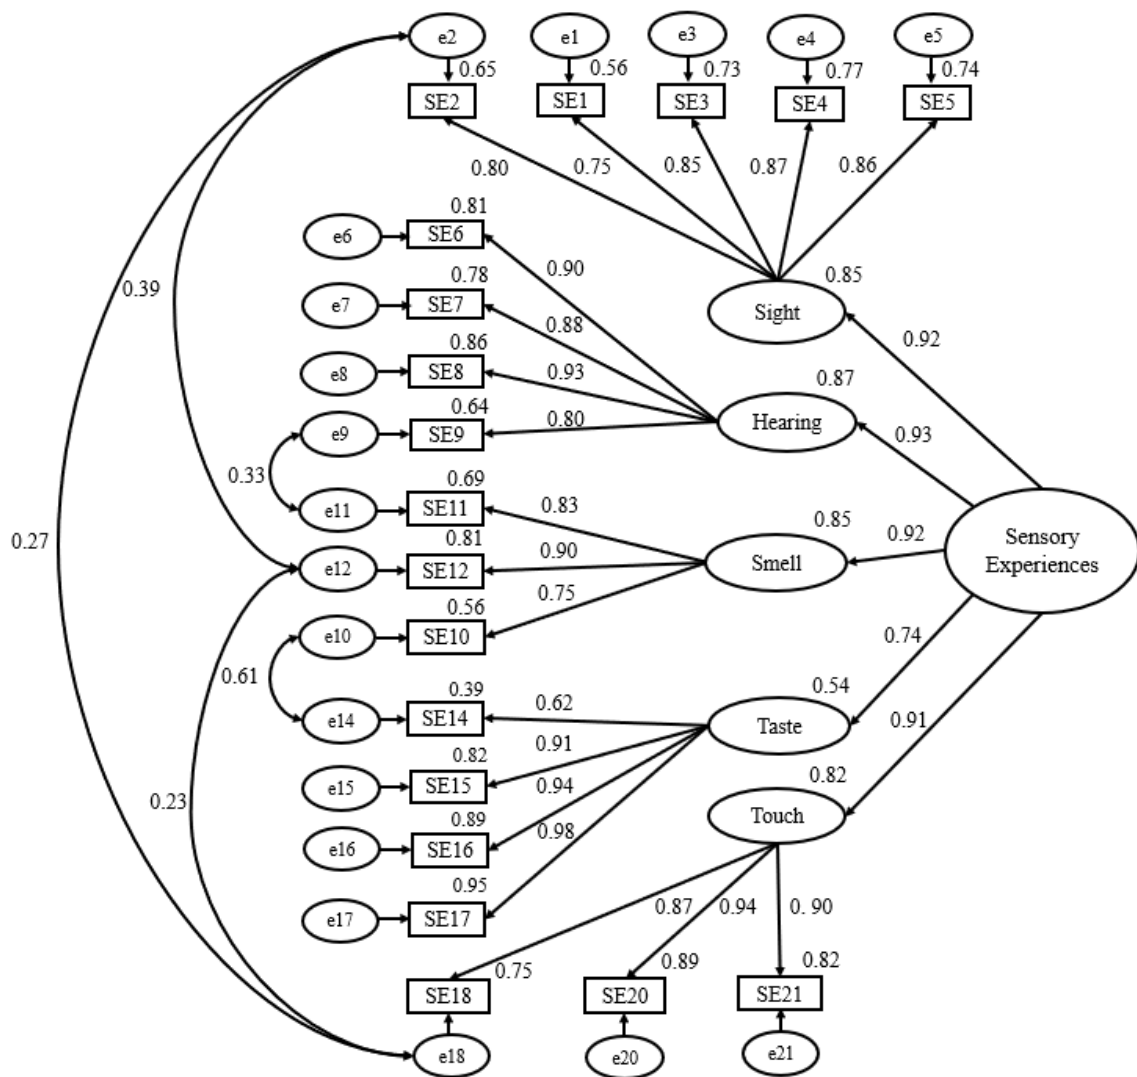 e2
e1
e3
e4
e5
0.65
0.56
0.73
0.77
0.74
SE2
SE1
SE3
SE4
SE5
0.80
0.75
0.85
0.87
0.86
0.81
e6
SE6
0.90
0.85
0.39
0.78
e7
SE7
0.88
Sight
0.92
0.86
e8
SE8
0.93
0.87
0.64
e9
SE9
0.80
Hearing
0.93
0.33
0.69
e11
SE11
0.83
0.85
0.27
0.81
e12
SE12
0.90
Smell
0.92
Sensory
Experiences
0.75
0.56
e10
SE10
0.74
0.61
0.39
e14
SE14
0.62
0.54
Taste
0.91
0.91
0.82
e15
SE15
0.94
0.82
0.23
0.89
e16
SE16
0.98
Touch
0.95
e17
SE17
0.87
0.94
0. 90
0.75
0.89
0.82
SE18
SE20
SE21
e18
e20
e21